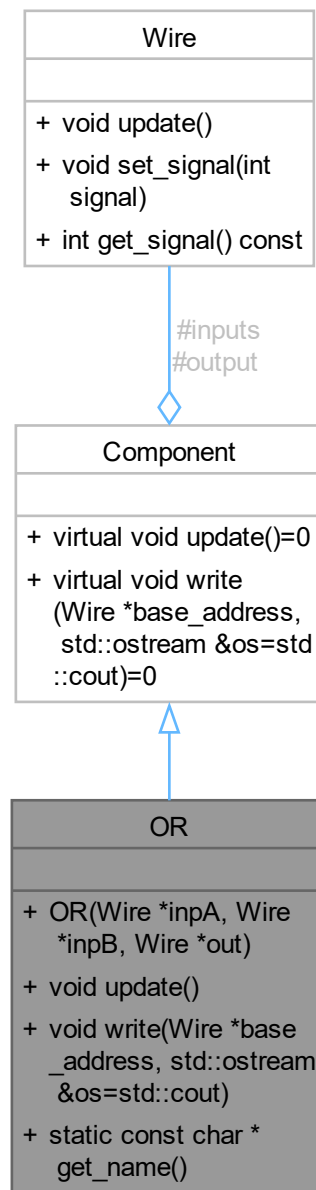 Wire
+ void update()
+ void set_signal(int
signal)
+ int get_signal() const
#inputs
#output
Component
+ virtual void update()=0
+ virtual void write
(Wire *base_address,
std::ostream &os=std
::cout)=0
OR
+ OR(Wire *inpA, Wire
*inpB, Wire *out)
+ void update()
+ void write(Wire *base
_address, std::ostream
&os=std::cout)
+ static const char *
get_name()